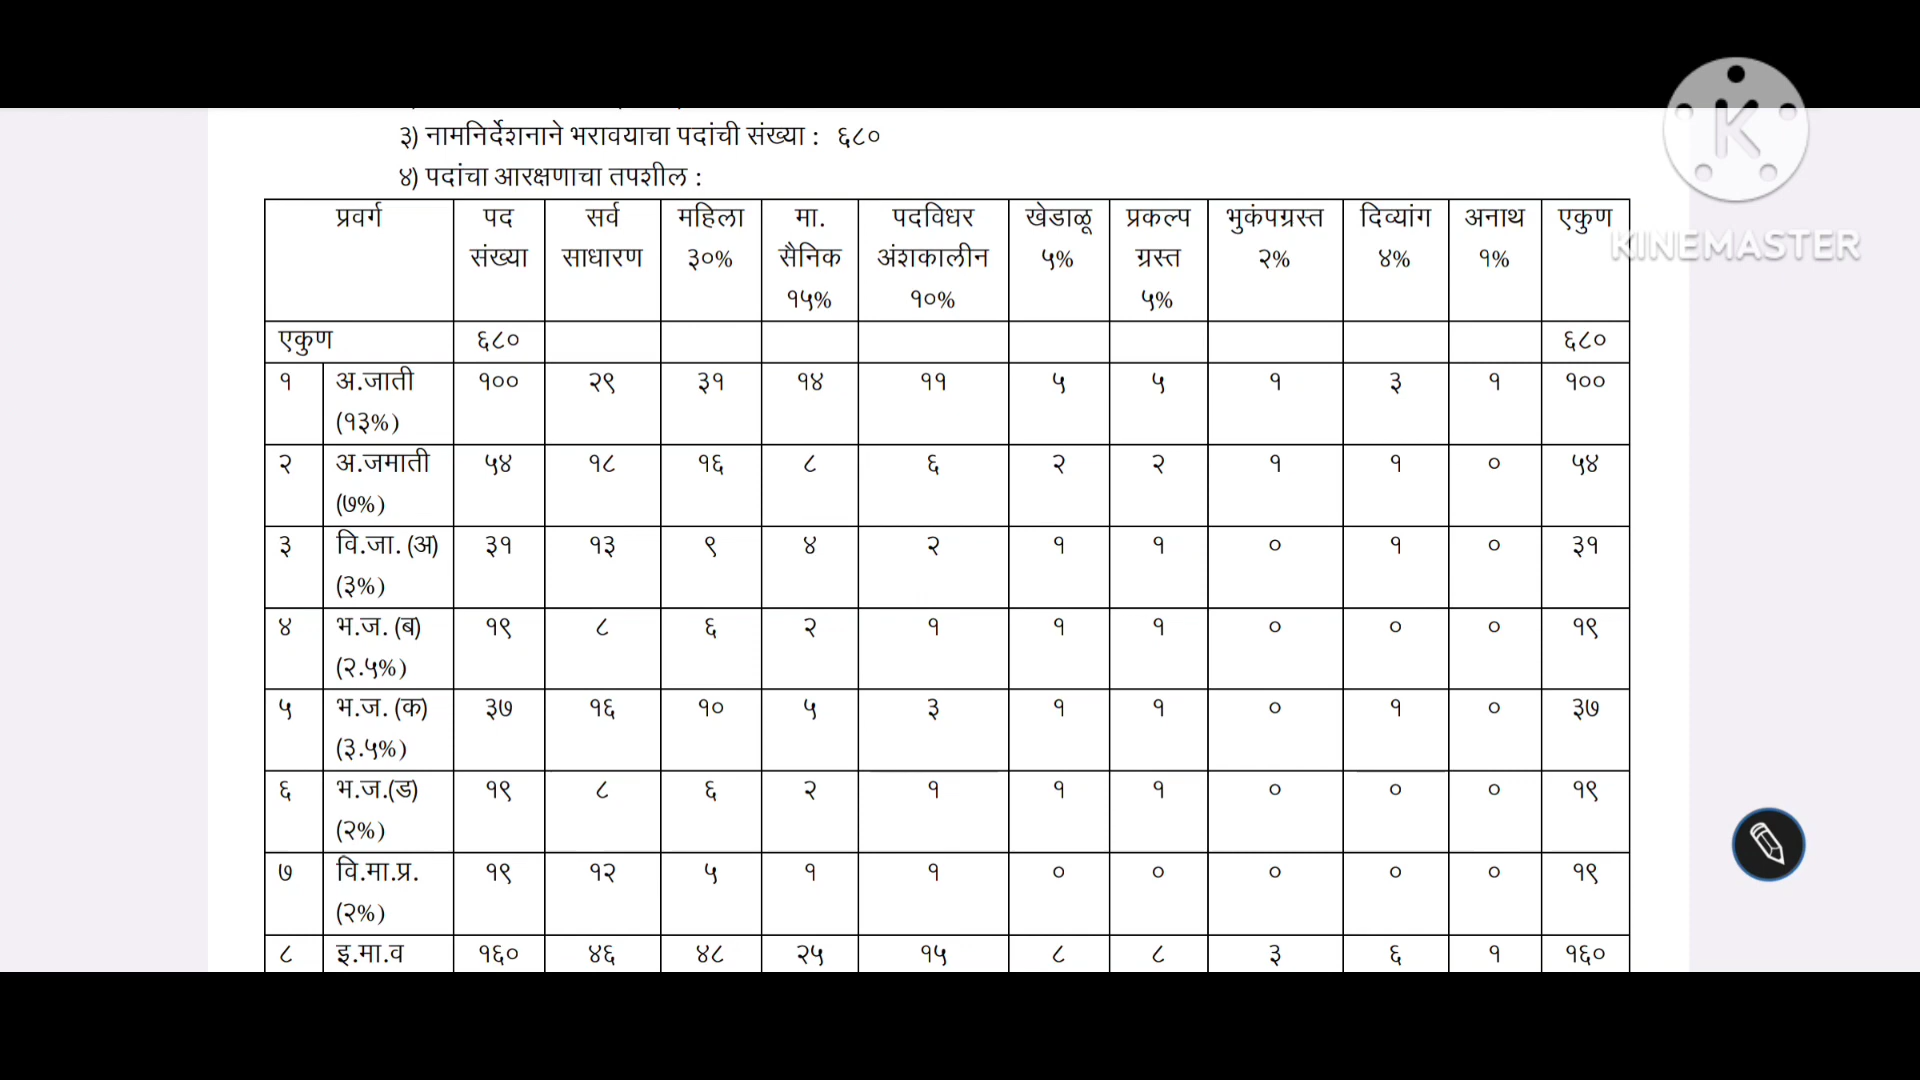 ३) नामनिर्देशनाने भरावयाचा पदांची संख्या : ६८०
४) पदांचा आरक्षणाचा तपशील :
प्रवर्ग पद सर्व महिला मा. पदविधर खेडाळू प्रकल्प भुकंपग्रस्त दिव्यांग अनाथ एकुण
संख्या साधारण ३०% सैनिक अंशकालीन ५% ग्रस्त २% ४% १%
१५% १०% ५%
एकुण ६८० ६८०
१ अ.जाती १०० २९ ३१ १४ ११ ५ ५ १ ३ १ १००
(१३%)
२ अ.जमाती ५४ १८ १६ ८ ६ २ २ १ १ ० ५४
(७%)
३ वि.जा. (अ) ३१ १३ ९ ४ २ १ १ ० १ ० ३१
(३%)
४ भ.ज. (ब) १९ ८ ६ २ १ १ १ ० ० ० १९
(२.५%)
५ भ.ज. (क) ३७ १६ १० ५ ३ १ १ ० १ ० ३७
(३.५%)
६ भ.ज.(ड) १९ ८ ६ २ १ १ १ ० ० ० १९
(२%)
७ वि.मा.प्र. १९ १२ ५ १ १ ० ० ० ० ० १९
(२%)
८ इ.मा.व १६० ४६ ४८ २५ १५ ८ ८ ३ ६ १ १६०
K
KINEMASTER